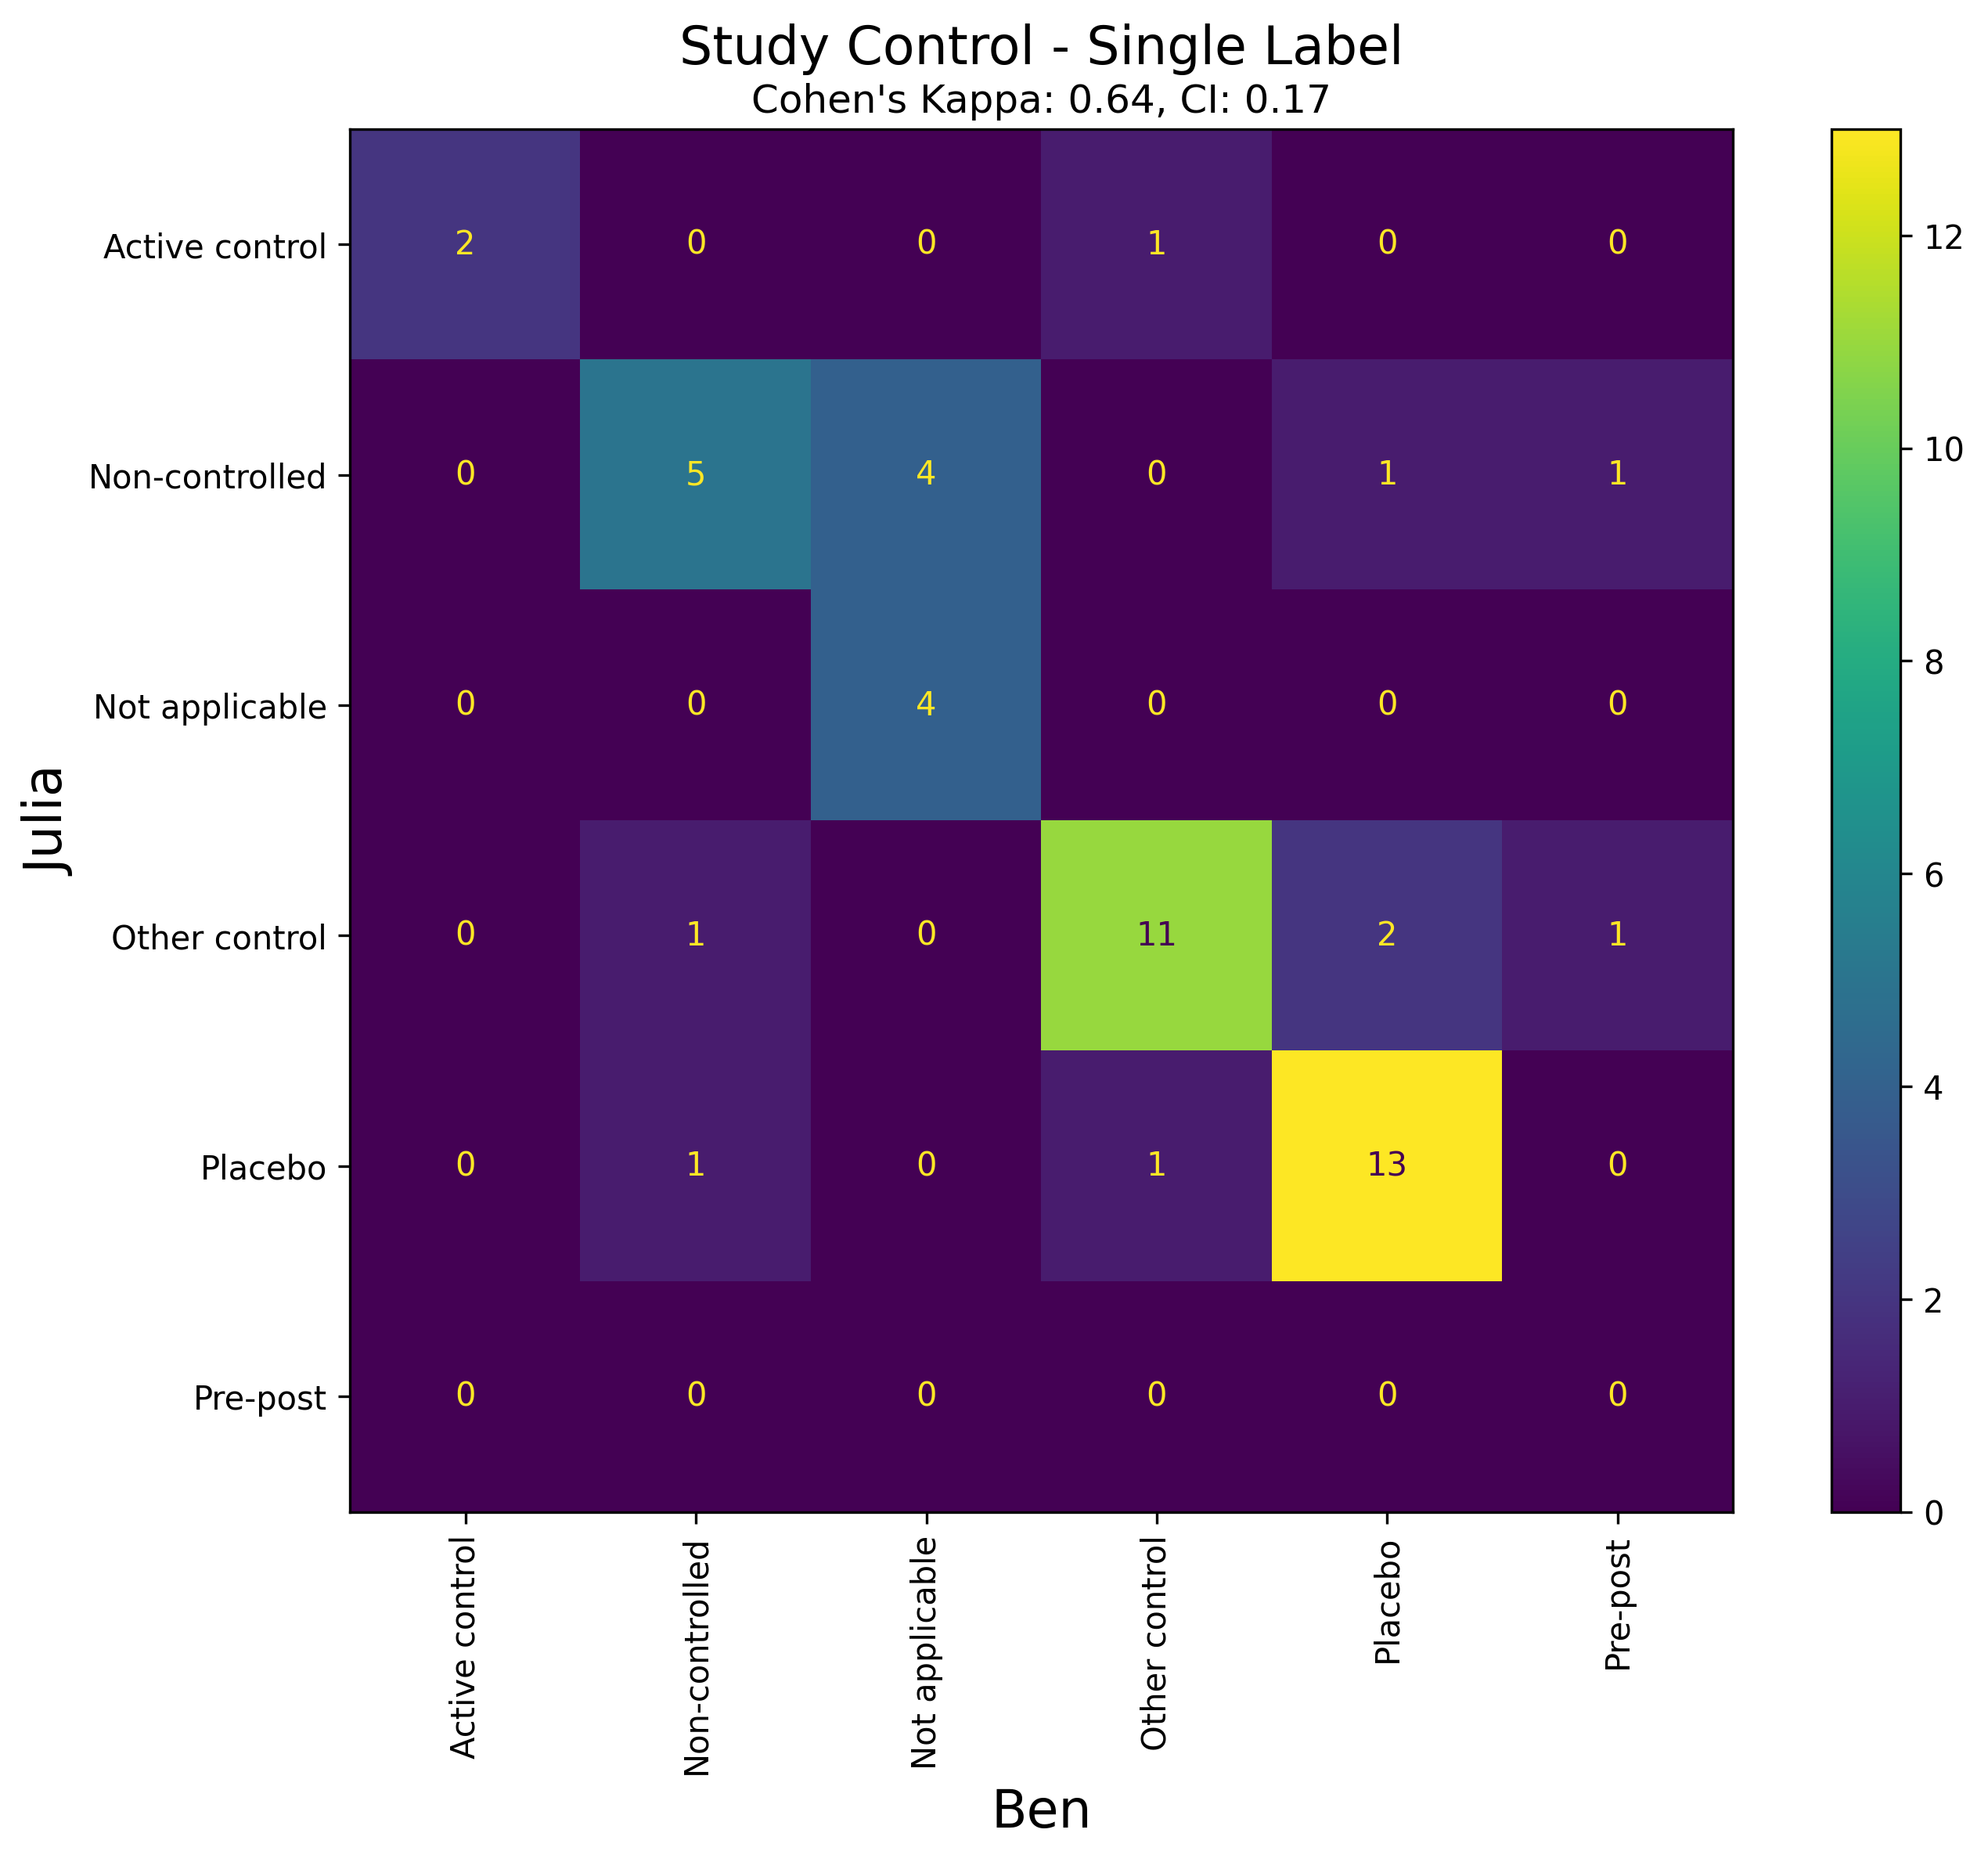 Study Control - Single Label
Cohen's Kappa: 0.64, CI: 0.17
Julia
Active control 2 0 0 1 0 0
Non-controlled 0 5 4 0 1 1
Not applicable 0 0 4 0 0 0
Other control 0 1 0 11 2 1
Placebo 0 1 0 1 13 0
Pre-post 0 0 0 0 0 0
Active control
Non-controlled
Not applicable
Other control
Placebo
Pre-post
Ben
12
10
8
6
4
2
0